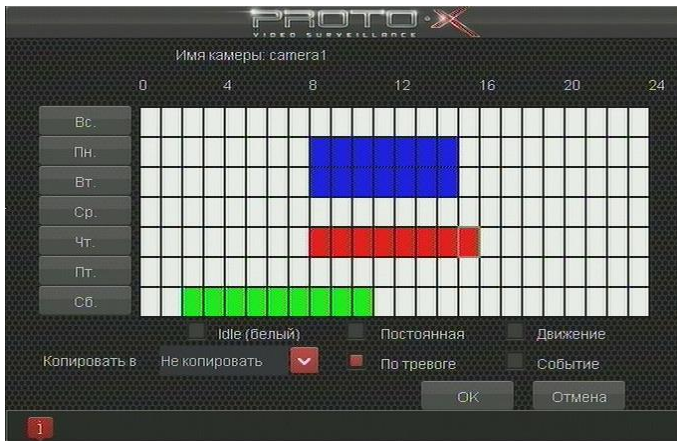 PROTO-X
VIDEO SURVEILLANCE
Имя камеры: camera1
0 4 8 12 16 20 24
Вс.
Пн.
Вт.
Ср.
Чт.
Пт.
Сб.
Idle (белый) Постоянная Движение
Копировать в Не копировать По тревоге Событие
OK Отмена
i